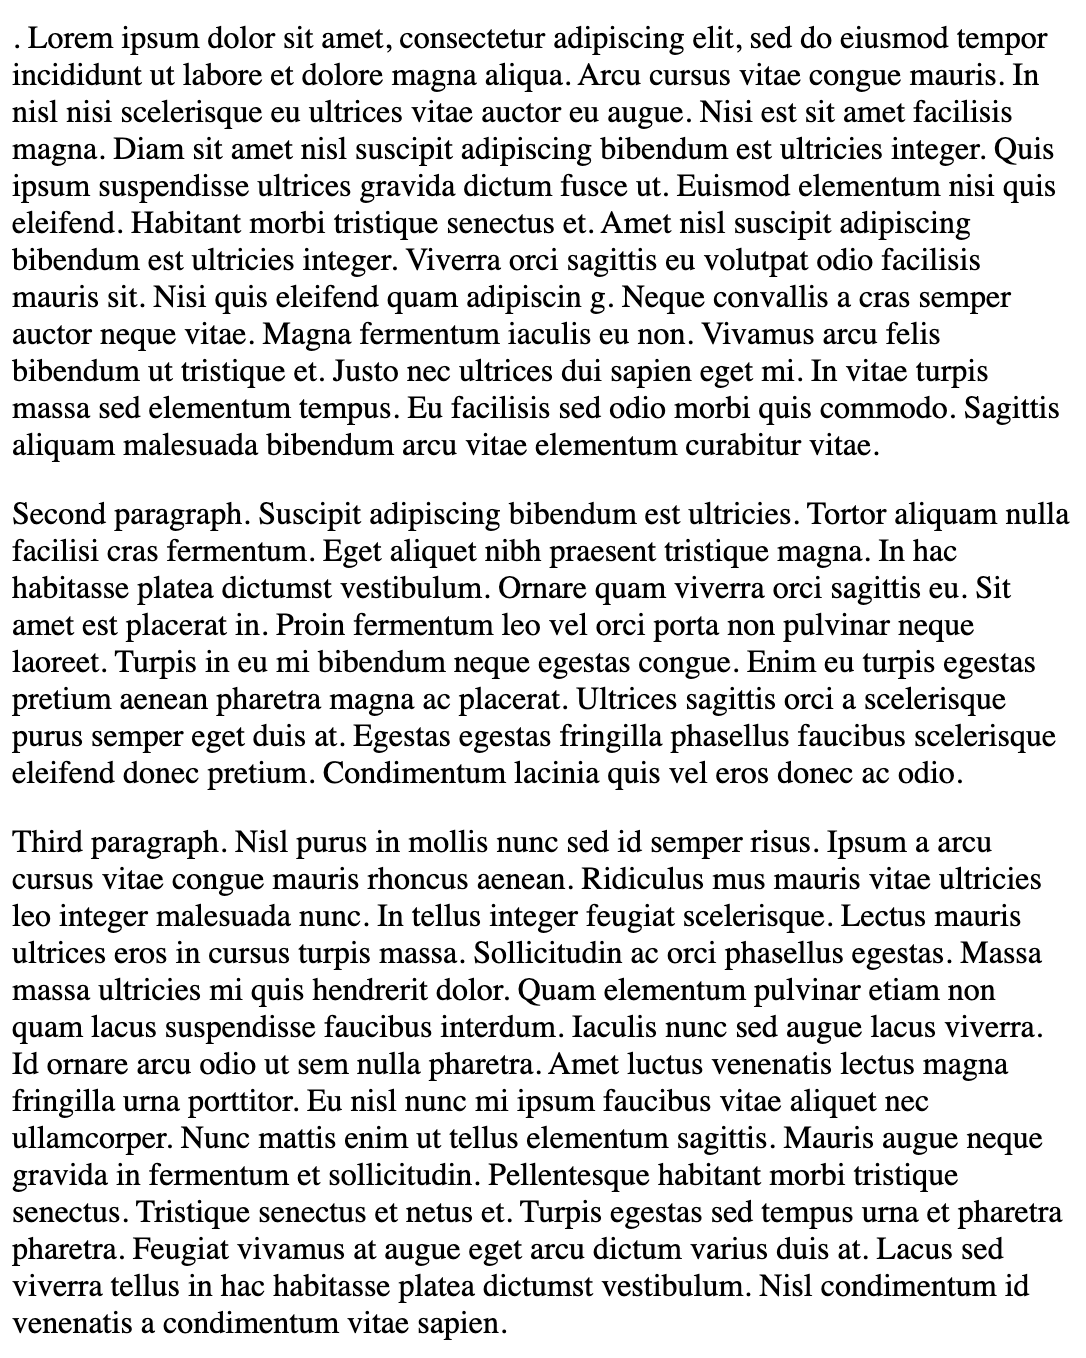 . Lorem ipsum dolor sit amet, consectetur adipiscing elit, sed do eiusmod tempor
incididunt ut labore et dolore magna aliqua. Arcu cursus vitae congue mauris. In
nisl nisi scelerisque eu ultrices vitae auctor eu augue. Nisi est sit amet facilisis
magna. Diam sit amet nisl suscipit adipiscing bibendum est ultricies integer. Quis
ipsum suspendisse ultrices gravida dictum fusce ut. Euismod elementum nisi quis
eleifend. Habitant morbi tristique senectus et. Amet nisl suscipit adipiscing
bibendum est ultricies integer. Viverra orci sagittis eu volutpat odio facilisis
mauris sit. Nisi quis eleifend quam adipiscin g. Neque convallis a cras semper
auctor neque vitae. Magna fermentum iaculis eu non. Vivamus arcu felis
bibendum ut tristique et. Justo nec ultrices dui sapien eget mi. In vitae turpis
massa sed elementum tempus. Eu facilisis sed odio morbi quis commodo. Sagittis
aliquam malesuada bibendum arcu vitae elementum curabitur vitae.

Second paragraph. Suscipit adipiscing bibendum est ultricies. Tortor aliquam nulla
facilisi cras fermentum. Eget aliquet nibh praesent tristique magna. In hac
habitasse platea dictumst vestibulum. Ornare quam viverra orci sagittis eu. Sit
amet est placerat in. Proin fermentum leo vel orci porta non pulvinar neque
laoreet. Turpis in eu mi bibendum neque egestas congue. Enim eu turpis egestas
pretium aenean pharetra magna ac placerat. Ultrices sagittis orci a scelerisque
purus semper eget duis at. Egestas egestas fringilla phasellus faucibus scelerisque
eleifend donec pretium. Condimentum lacinia quis vel eros donec ac odio.

Third paragraph. Nisl purus in mollis nunc sed id semper risus. Ipsum a arcu
cursus vitae congue mauris rhoncus aenean. Ridiculus mus mauris vitae ultricies
leo integer malesuada nunc. In tellus integer feugiat scelerisque. Lectus mauris
ultrices eros in cursus turpis massa. Sollicitudin ac orci phasellus egestas. Massa
massa ultricies mi quis hendrerit dolor. Quam elementum pulvinar etiam non
quam lacus suspendisse faucibus interdum. Iaculis nunc sed augue lacus viverra.
Id ornare arcu odio ut sem nulla pharetra. Amet luctus venenatis lectus magna
fringilla urna porttitor. Eu nisl nunc mi ipsum faucibus vitae aliquet nec
ullamcorper. Nunc mattis enim ut tellus elementum sagittis. Mauris augue neque
gravida in fermentum et sollicitudin. Pellentesque habitant morbi tristique
senectus. Tristique senectus et netus et. Turpis egestas sed tempus urna et pharetra
pharetra. Feugiat vivamus at augue eget arcu dictum varius duis at. Lacus sed
viverra tellus in hac habitasse platea dictumst vestibulum. Nisl condimentum id
venenatis a condimentum vitae sapien.